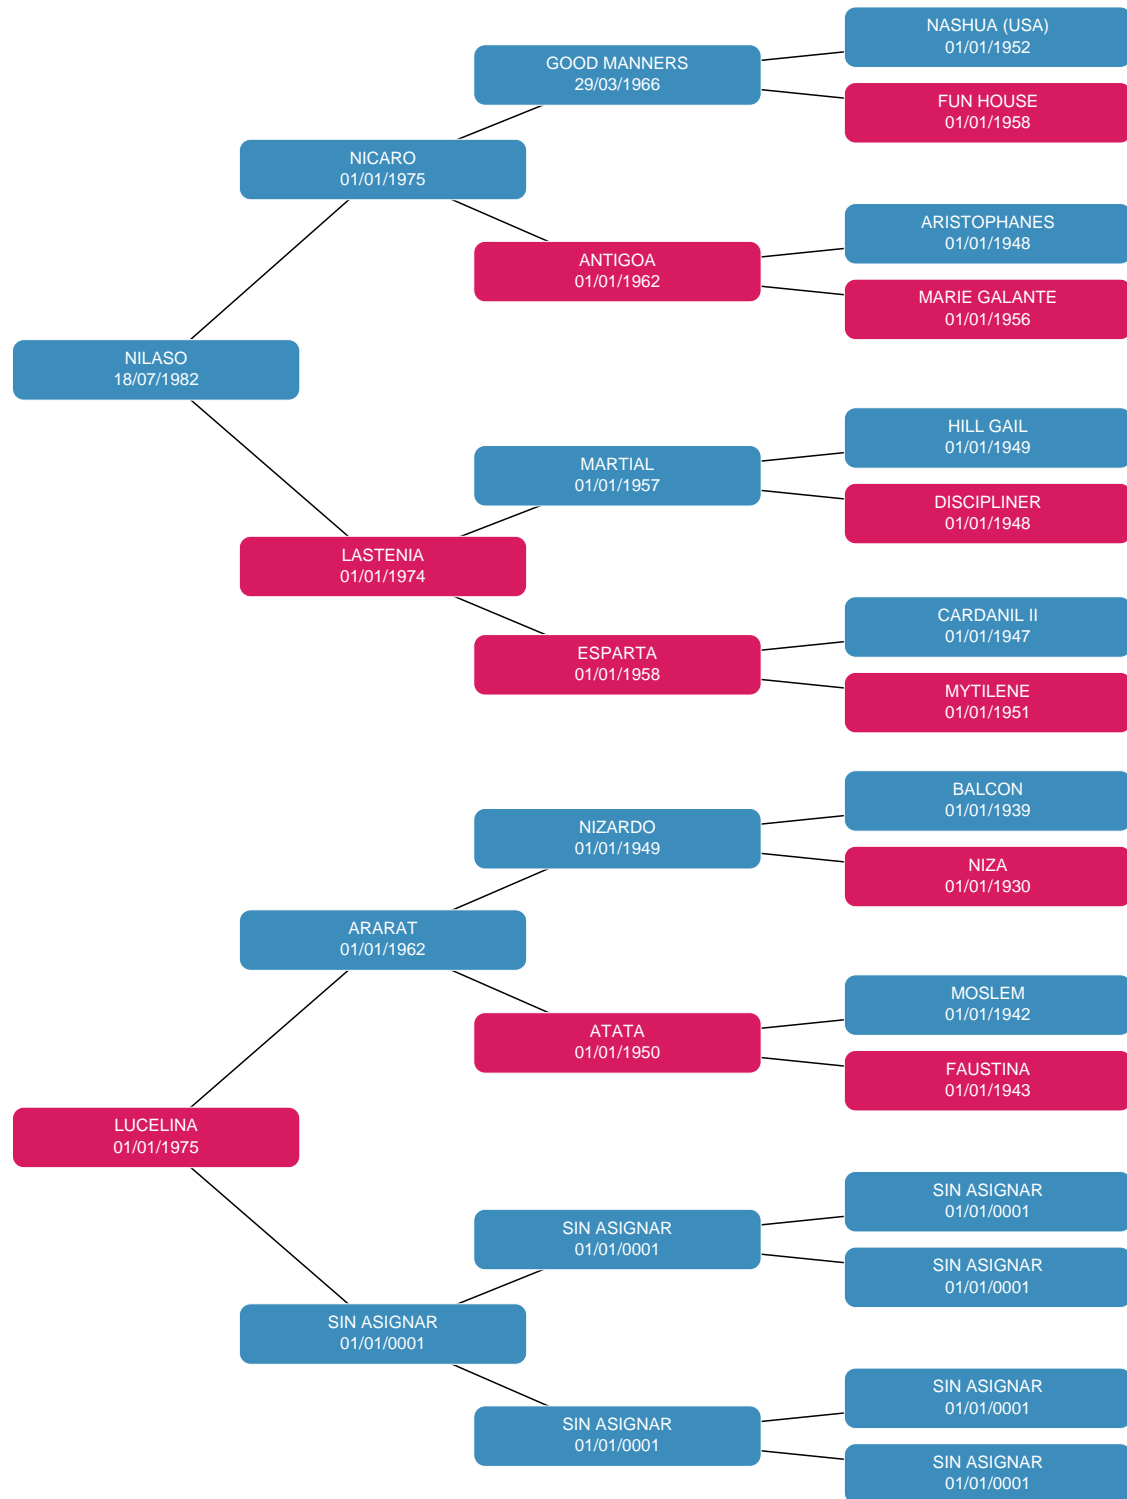 NASHUA (USA)
01/01/1952
GOOD MANNERS
29/03/1966
FUN HOUSE
01/01/1958
NICARO
01/01/1975
ARISTOPHANES
01/01/1948
ANTIGOA
01/01/1962
MARIE GALANTE
01/01/1956
NILASO
18/07/1982
HILL GAIL
01/01/1949
MARTIAL
01/01/1957
DISCIPLINER
01/01/1948
LASTENIA
01/01/1974
CARDANIL II
01/01/1947
ESPARTA
01/01/1958
MYTILENE
01/01/1951
BALCON
01/01/1939
NIZARDO
01/01/1949
NIZA
01/01/1930
ARARAT
01/01/1962
MOSLEM
01/01/1942
ATATA
01/01/1950
FAUSTINA
01/01/1943
LUCELINA
01/01/1975
SIN ASIGNAR
01/01/0001
SIN ASIGNAR
01/01/0001
SIN ASIGNAR
01/01/0001
SIN ASIGNAR
01/01/0001
SIN ASIGNAR
01/01/0001
SIN ASIGNAR
01/01/0001
SIN ASIGNAR
01/01/0001